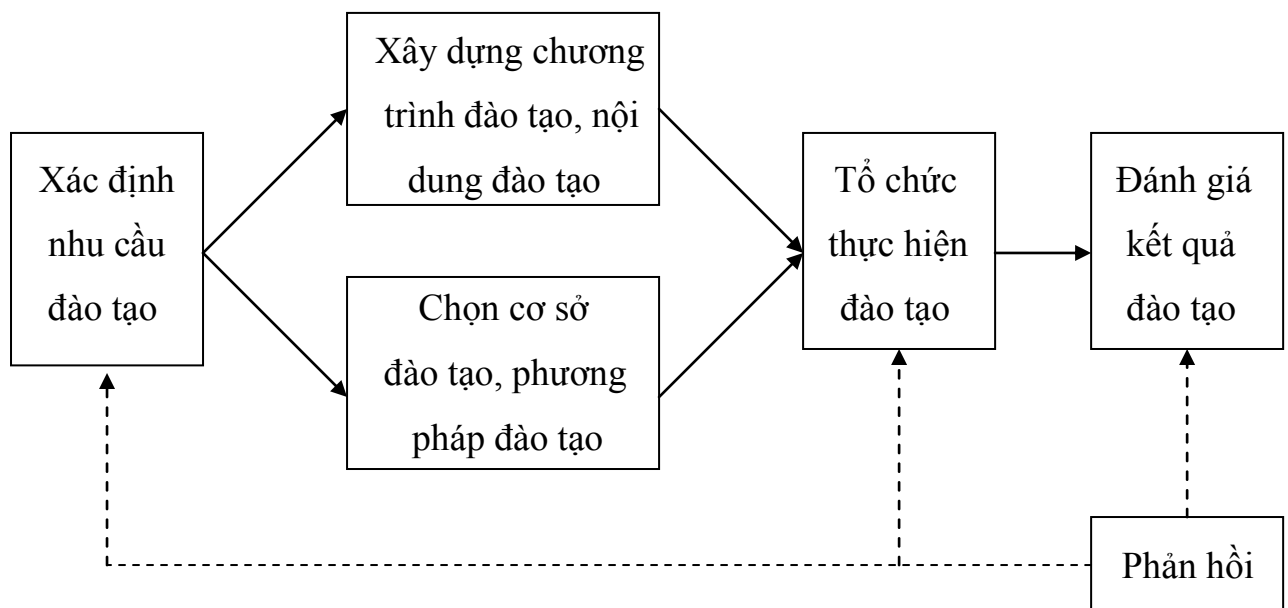 Xác định
nhu cầu
đào tạo
Xây dựng chương
trình đào tạo, nội
dung đào tạo
Chọn cơ sở
đào tạo, phương
pháp đào tạo
Tổ chức
thực hiện
đào tạo
Đánh giá
kết quả
đào tạo
Phản hồi